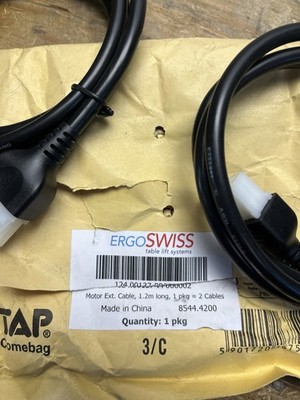 ERGOSWISS
table lift systems
Motor Ext. Cable, 1.2m long, 1 pkg = 2 Cables
Made in China 8544.4200
Quantity: 1 pkg
TAP
Comebag
3/C